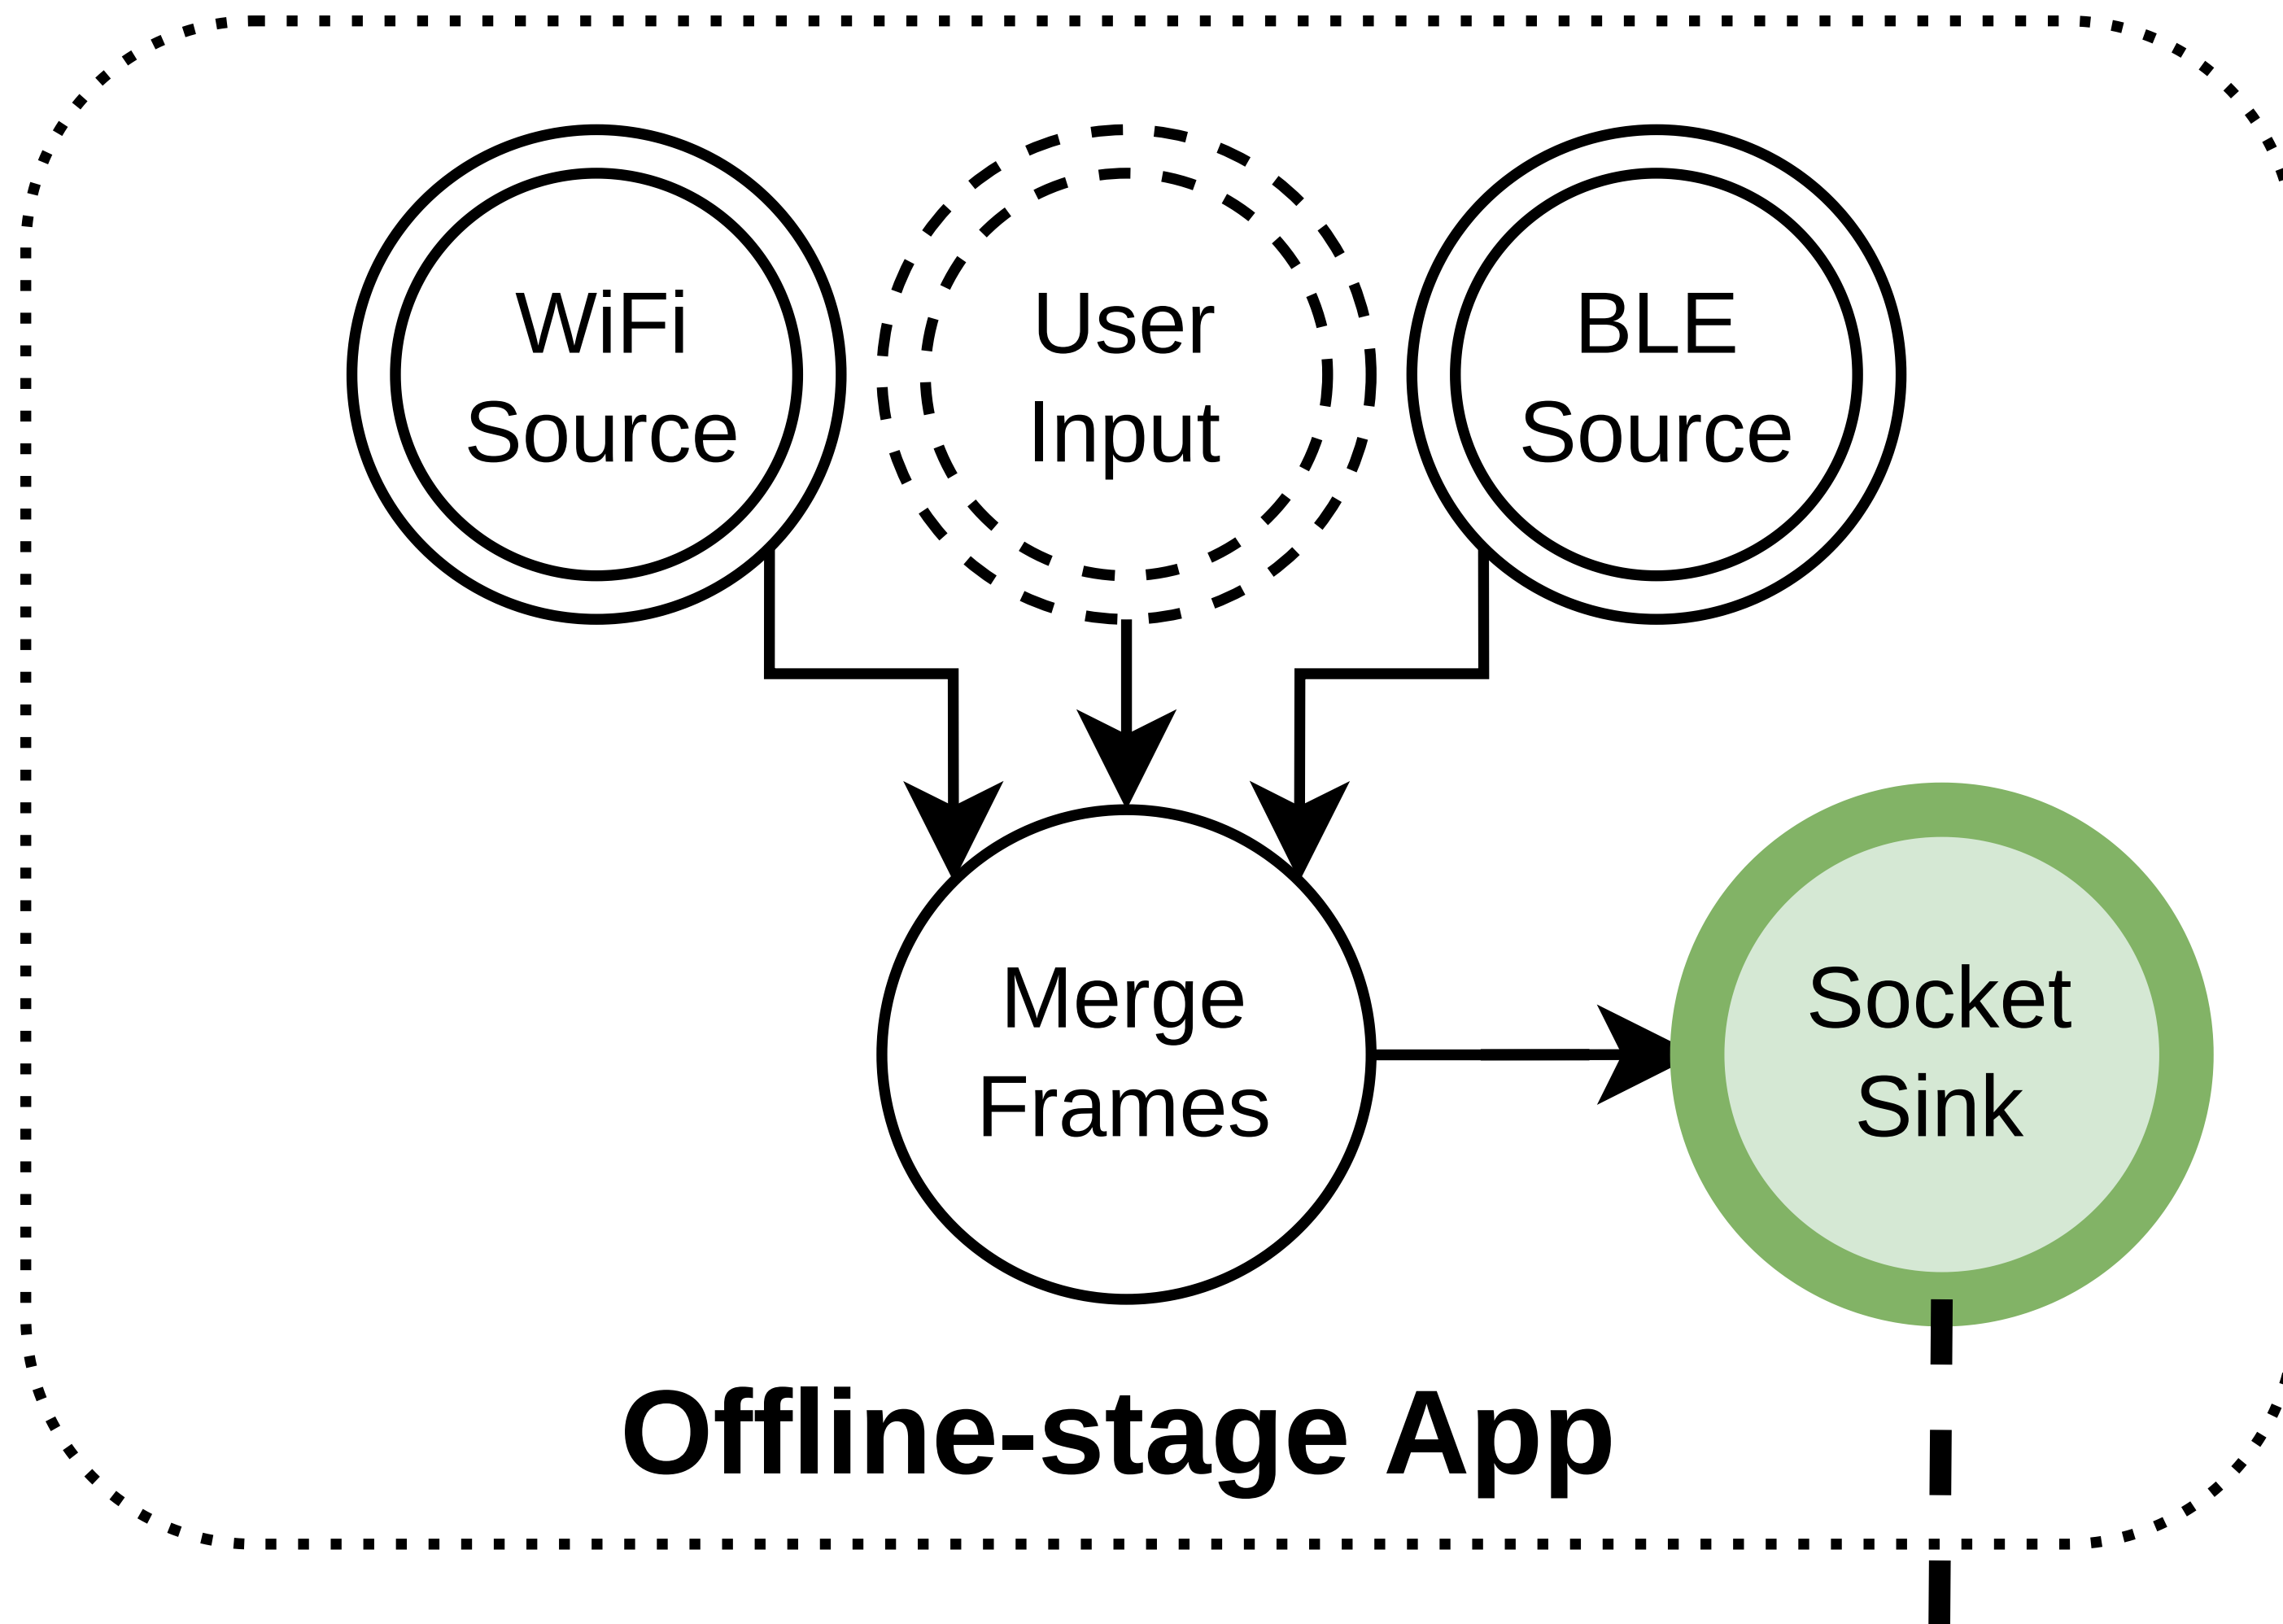 WiFi
Source
User
Input
BLE
Source
Merge
Frames
Socket
Sink
Offline-stage App